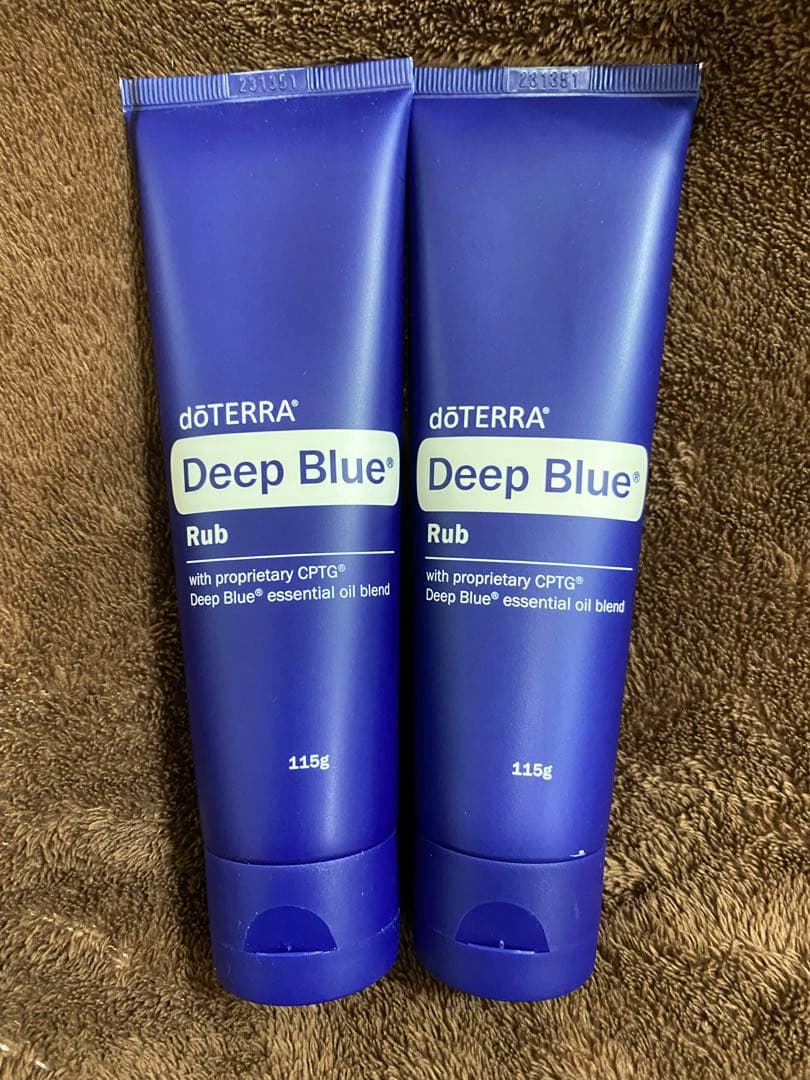 231351
dōTERRA®
Deep Blue®
Rub
with proprietary CPTG®
Deep Blue® essential oil blend
115g
231351
dōTERRA®
Deep Blue®
Rub
with proprietary CPTG®
Deep Blue® essential oil blend
115g